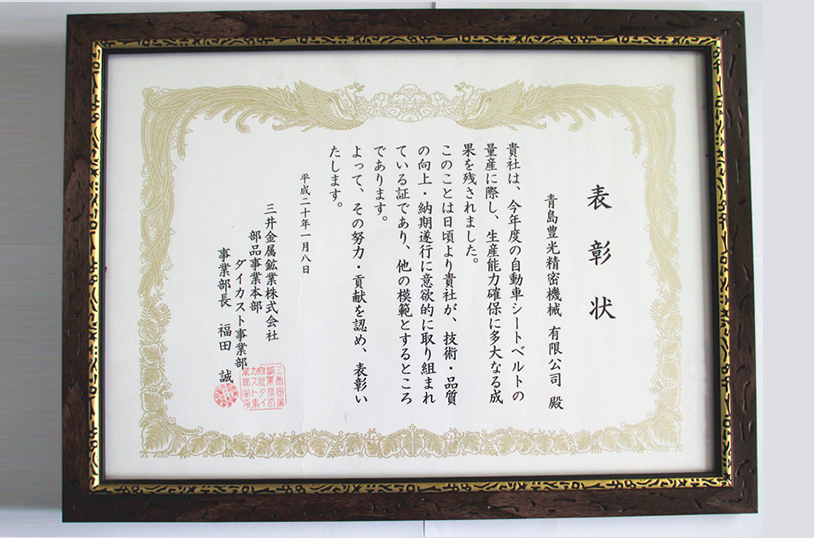 表彰状
青島豊光精密機械 有限公司 殿
貴社は、今年度の自動車シートベルトの
量産に際し、生産能力確保に多大なる成
果を残されました。
このことは日頃より貴社が、技術・品質
の向上・納期遂行に意欲的に取り組まれ
ている証であり、他の模範とするところ
であります。
よって、その努力・貢献を認め、表彰い
たします。
平成二十年一月八日
三井金属鉱業株式会社
部品事業本部
ダイカスト事業部
事業部長 福田 誠